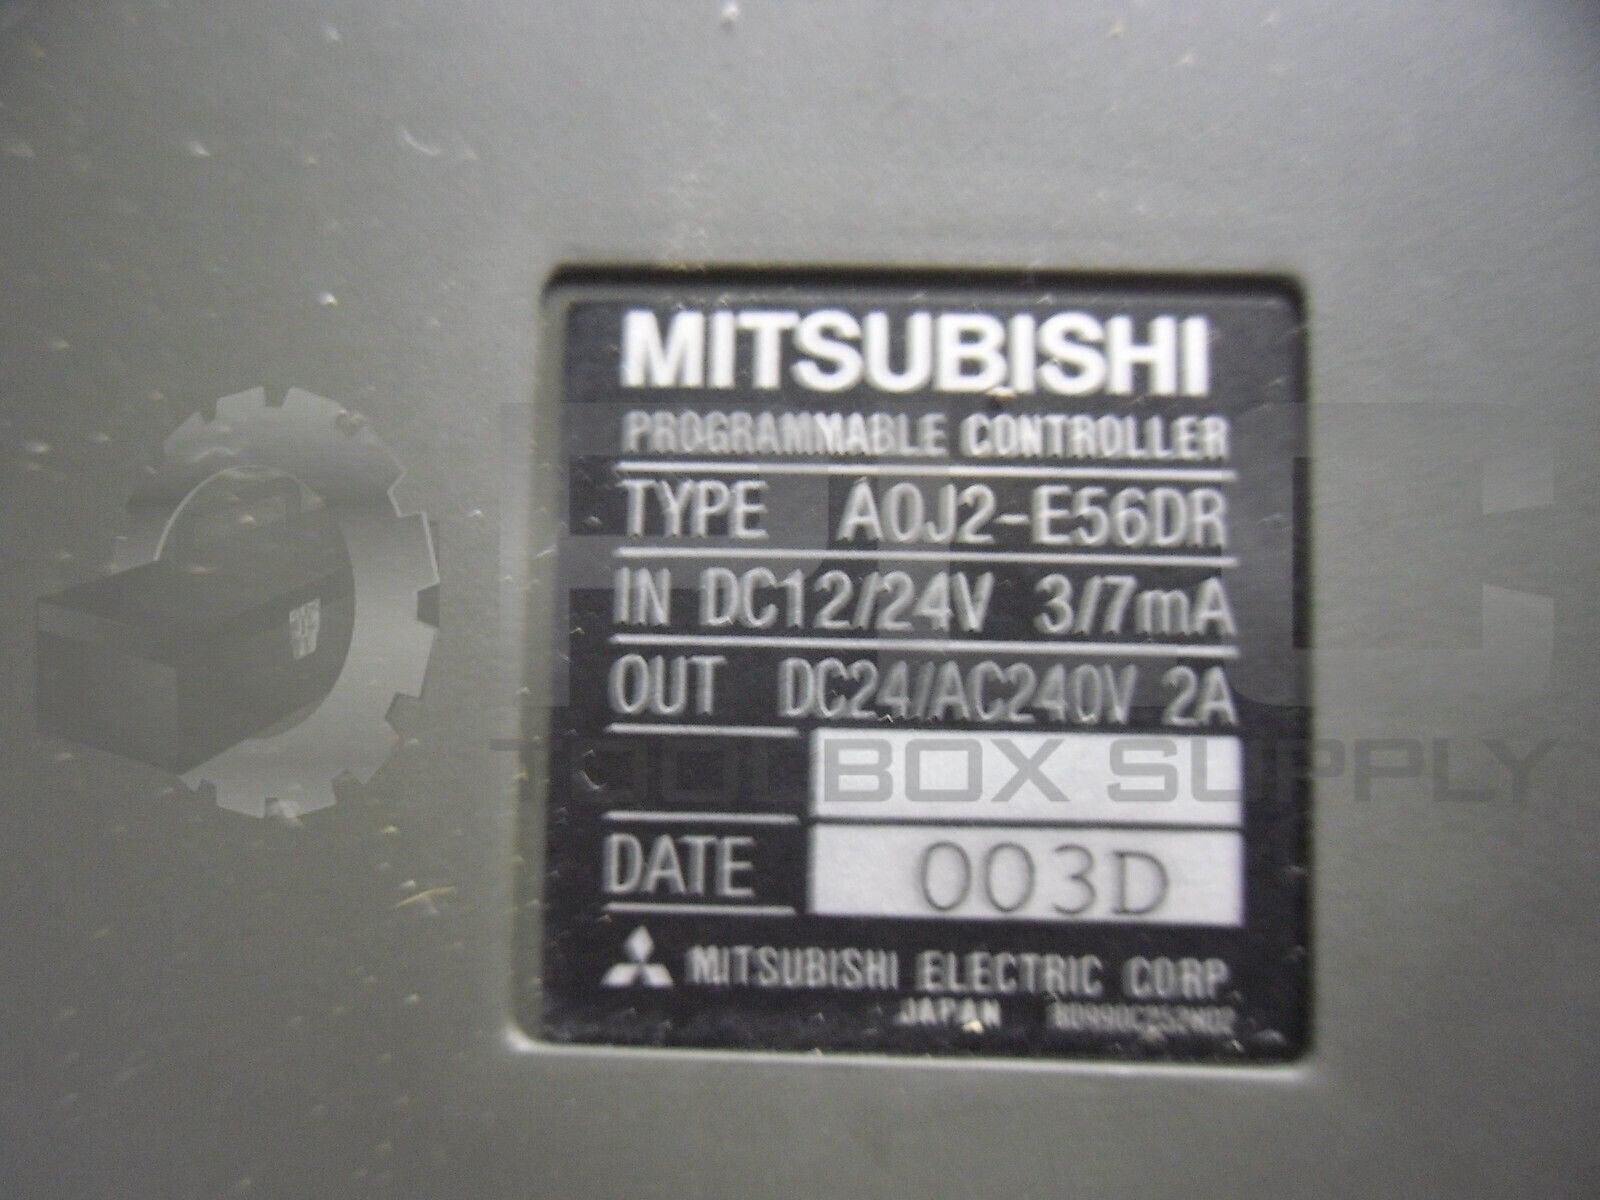 MITSUBISHI
PROGRAMMABLE CONTROLLER
TYPE A0J2-E56DR
IN DC12/24V 3/7mA
OUT DC24/AC240V 2A
DATE 003D
MITSUBISHI ELECTRIC CORP
JAPAN
TOOLBOX SUPPLY